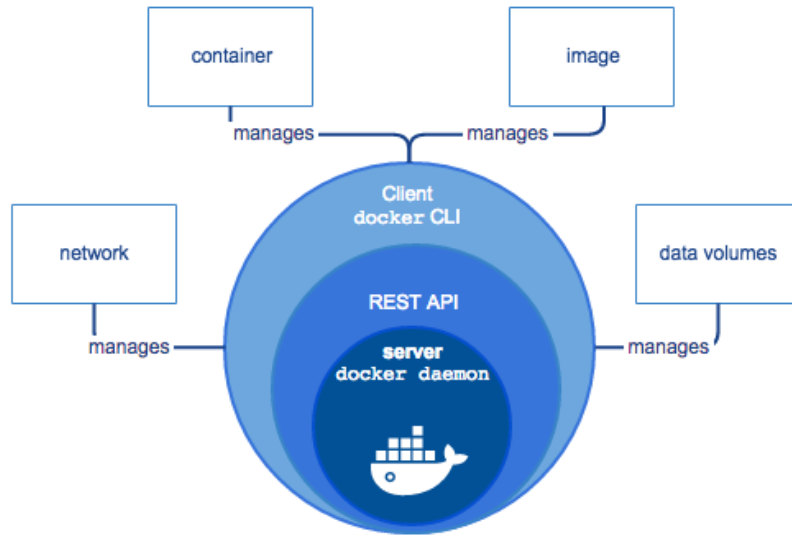 container
image
manages
manages
Client
docker CLI
network
data volumes
REST API
manages
server
manages
docker daemon